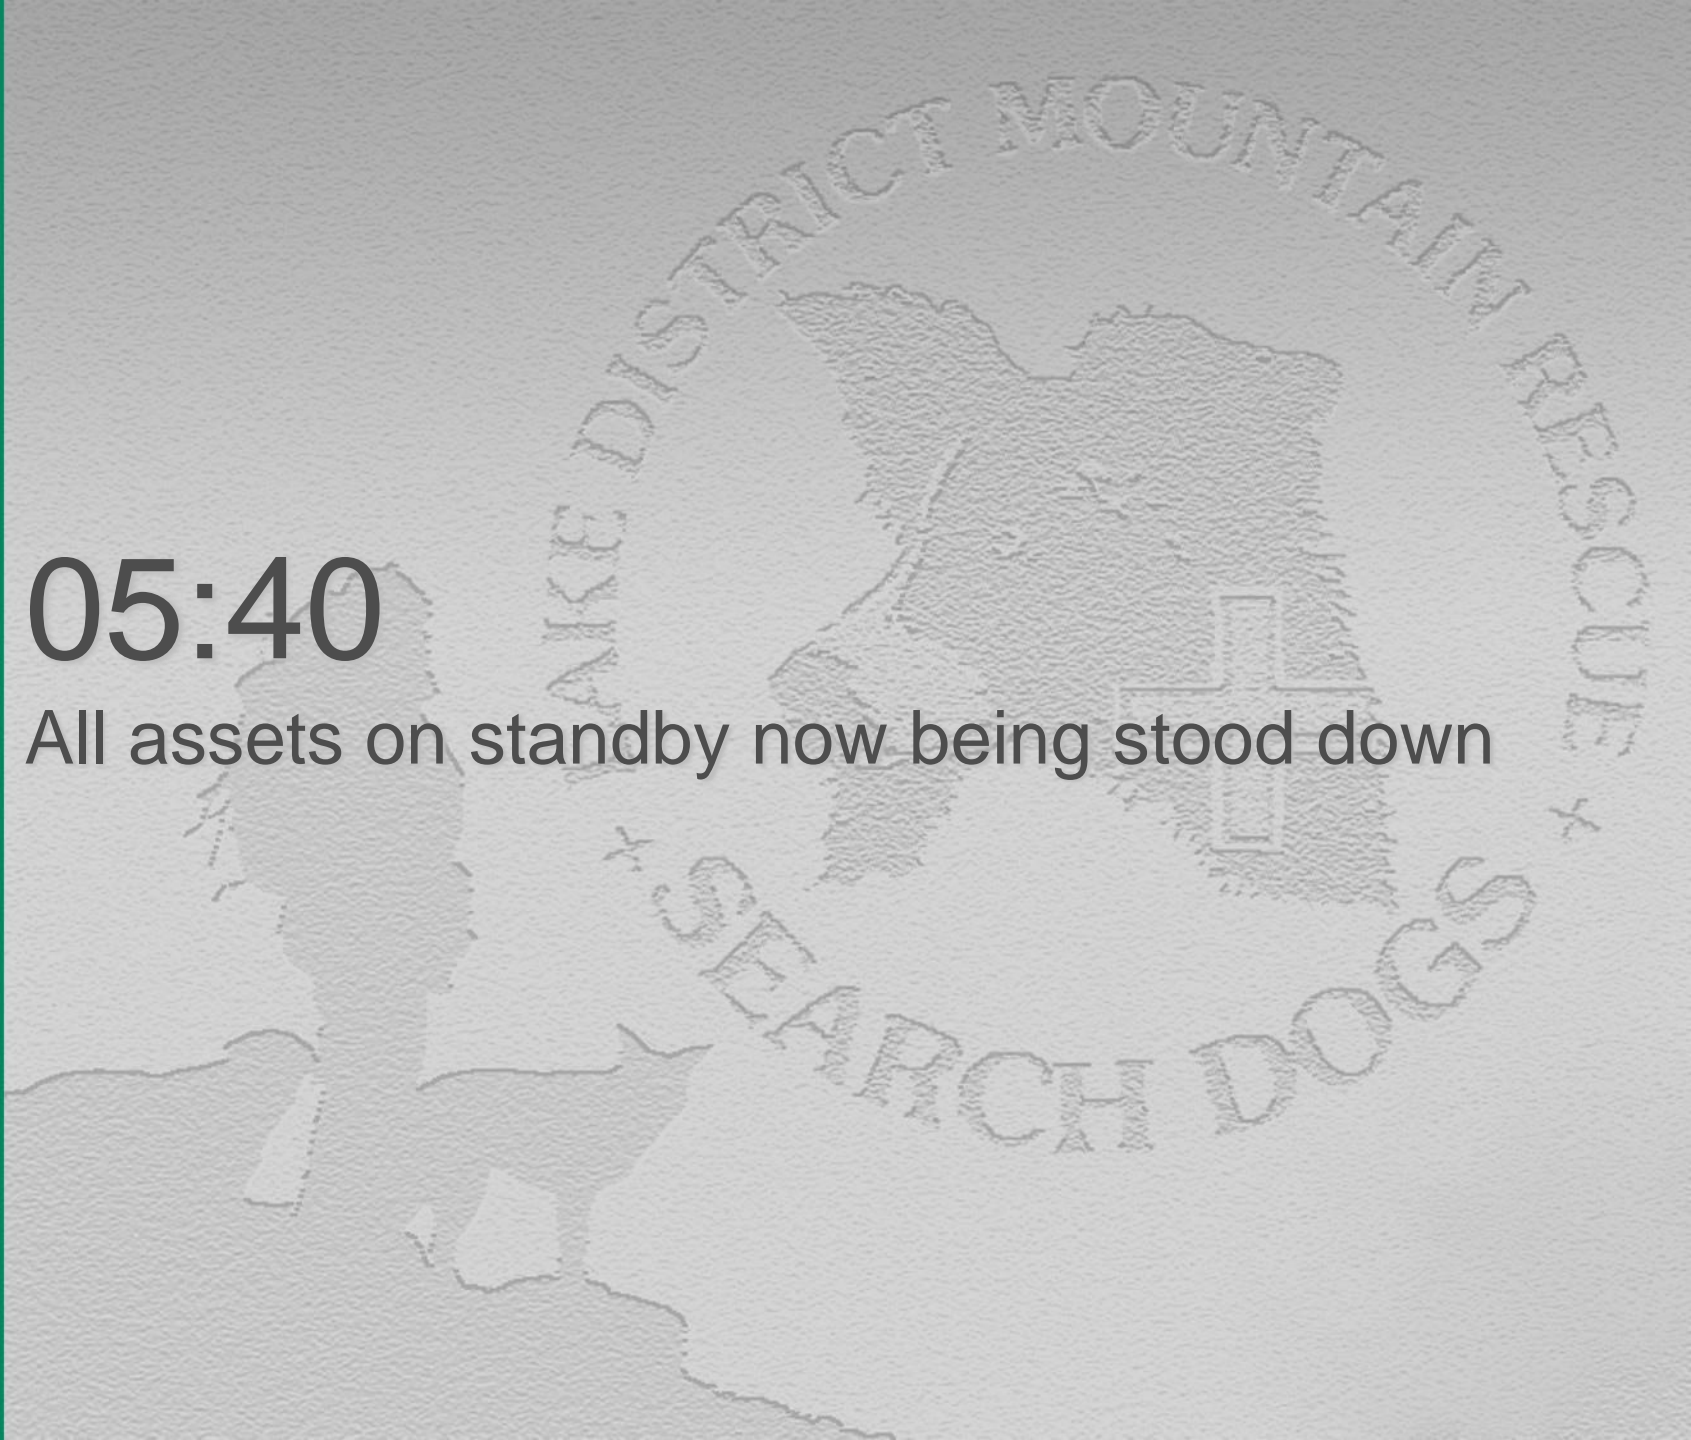 LAKE DISTRICT MOUNTAIN RESCUE
05:40
All assets on standby now being stood down
SEARCH DOGS